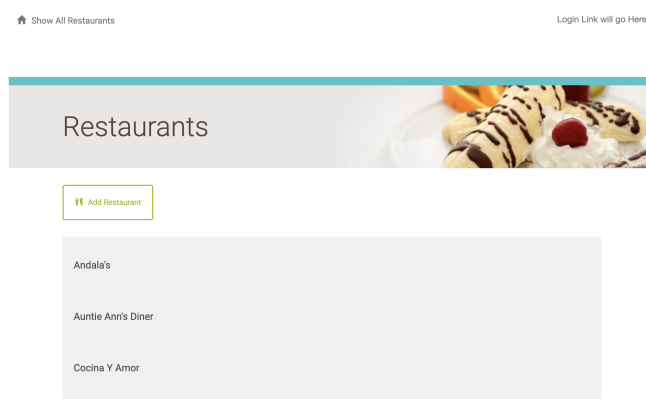 Show All Restaurants
Login Link will go Here
Restaurants
Add Restaurant
Andala's
Auntie Ann's Diner
Cocina Y Amor